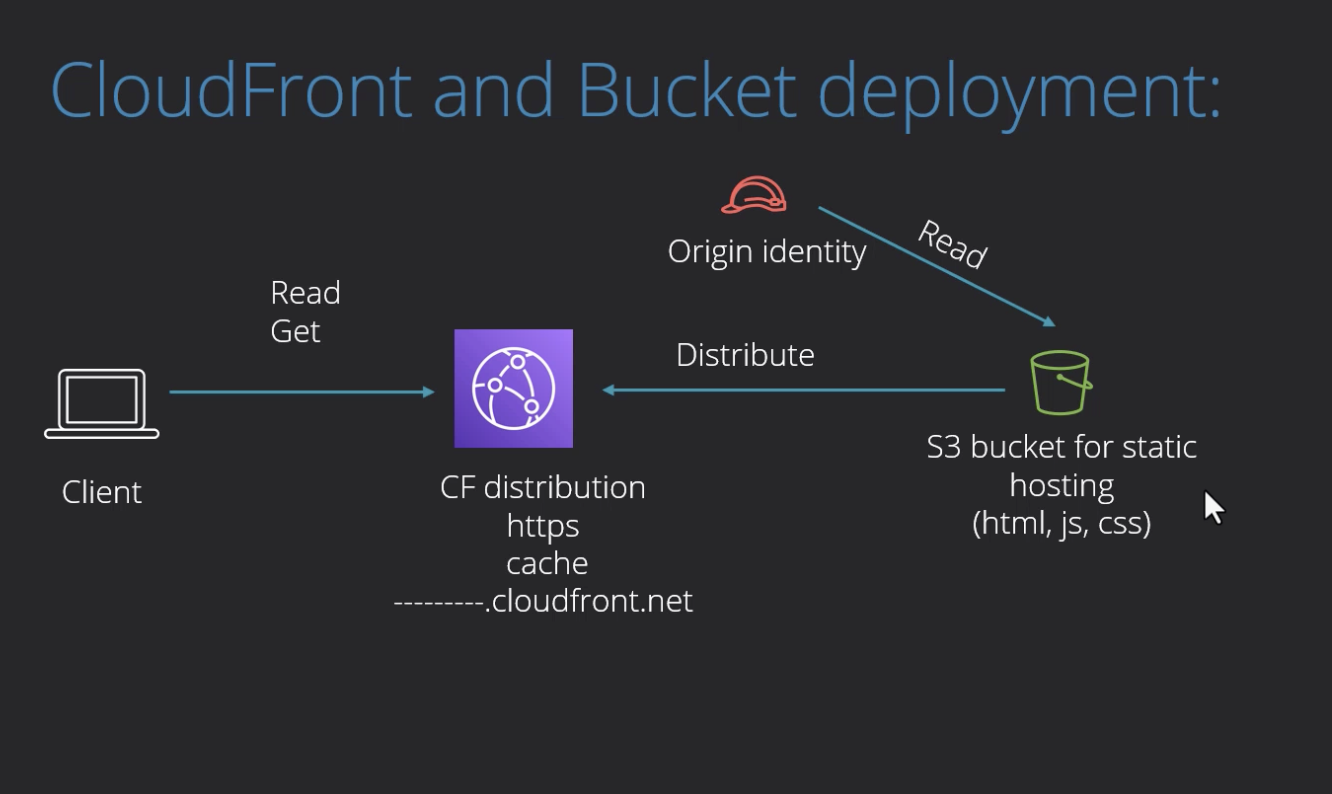 CloudFront and Bucket deployment:
Origin identity
Read
Read
Get
Distribute
Client
CF distribution
https
cache
---------.cloudfront.net
S3 bucket for static
hosting
(html, js, css)